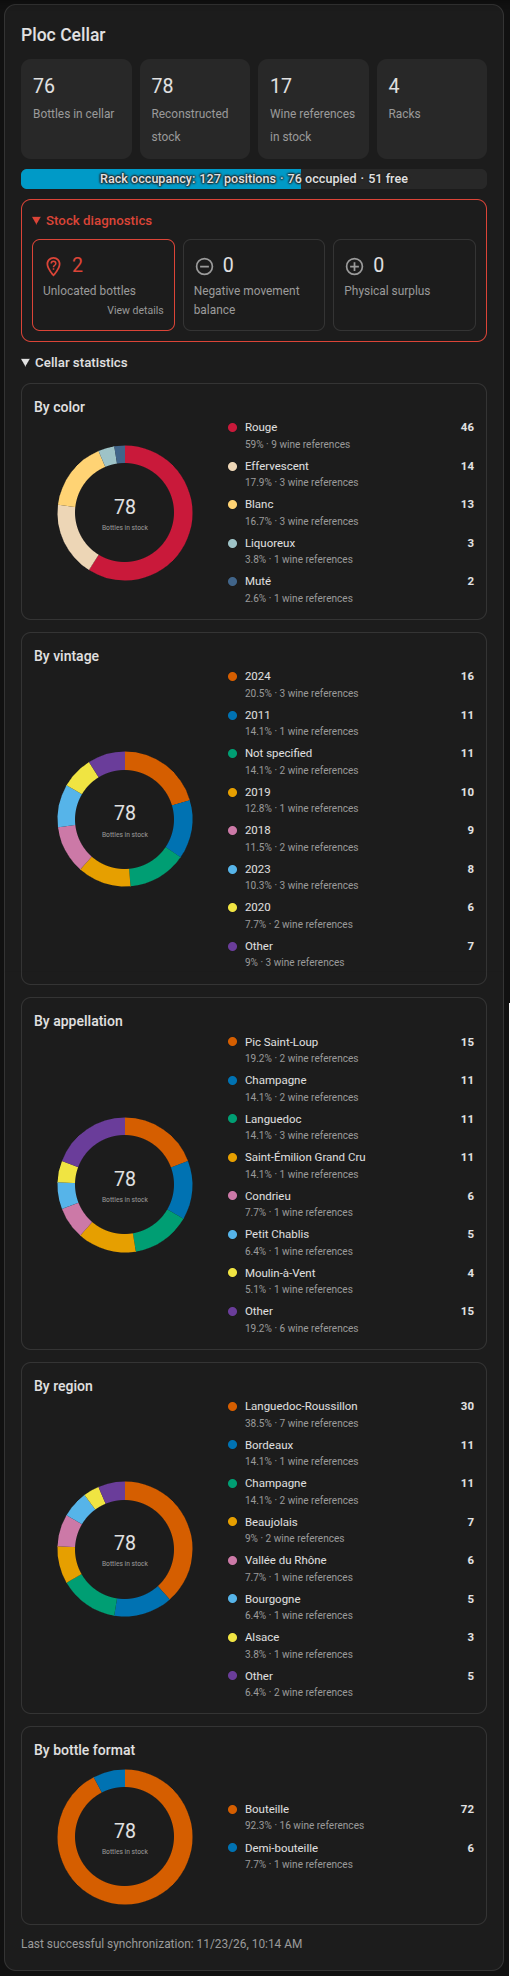 Ploc Cellar
76
Bottles in cellar
78
Reconstructed
stock
17
Wine references
in stock
4
Racks
Rack occupancy: 127 positions · 76 occupied · 51 free
Stock diagnostics
2
Unlocated bottles
View details
0
Negative movement
balance
0
Physical surplus
Cellar statistics
By color
78
Bottles in stock
Rouge 46
59% · 9 wine references
Effervescent 14
17.9% · 3 wine references
Blanc 13
16.7% · 3 wine references
Liquoreux 3
3.8% · 1 wine references
Muté 2
2.6% · 1 wine references
By vintage
78
Bottles in stock
2024 16
20.5% · 3 wine references
2011 11
14.1% · 1 wine references
Not specified 11
14.1% · 2 wine references
2019 10
12.8% · 1 wine references
2018 9
11.5% · 2 wine references
2023 8
10.3% · 3 wine references
2020 6
7.7% · 2 wine references
Other 7
9% · 3 wine references
By appellation
78
Bottles in stock
Pic Saint-Loup 15
19.2% · 2 wine references
Champagne 11
14.1% · 2 wine references
Languedoc 11
14.1% · 3 wine references
Saint-Émilion Grand Cru 11
14.1% · 1 wine references
Condrieu 6
7.7% · 1 wine references
Petit Chablis 5
6.4% · 1 wine references
Moulin-à-Vent 4
5.1% · 1 wine references
Other 15
19.2% · 6 wine references
By region
78
Bottles in stock
Languedoc-Roussillon 30
38.5% · 7 wine references
Bordeaux 11
14.1% · 1 wine references
Champagne 11
14.1% · 2 wine references
Beaujolais 7
9% · 2 wine references
Vallée du Rhône 6
7.7% · 1 wine references
Bourgogne 5
6.4% · 1 wine references
Alsace 3
3.8% · 1 wine references
Other 5
6.4% · 2 wine references
By bottle format
78
Bottles in stock
Bouteille 72
92.3% · 16 wine references
Demi-bouteille 6
7.7% · 1 wine references
Last successful synchronization: 11/23/26, 10:14 AM